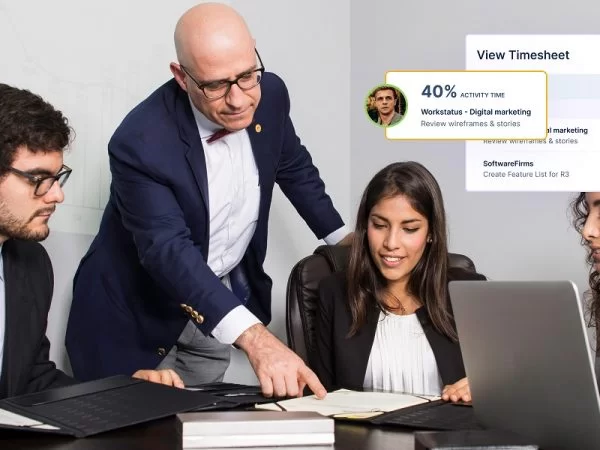 View Timesheet
40% ACTIVITY TIME
Workstatus - Digital marketing
Review wireframes & stories
al marketing
Review wireframes & stories
SoftwareFirms
Create Feature List for R3